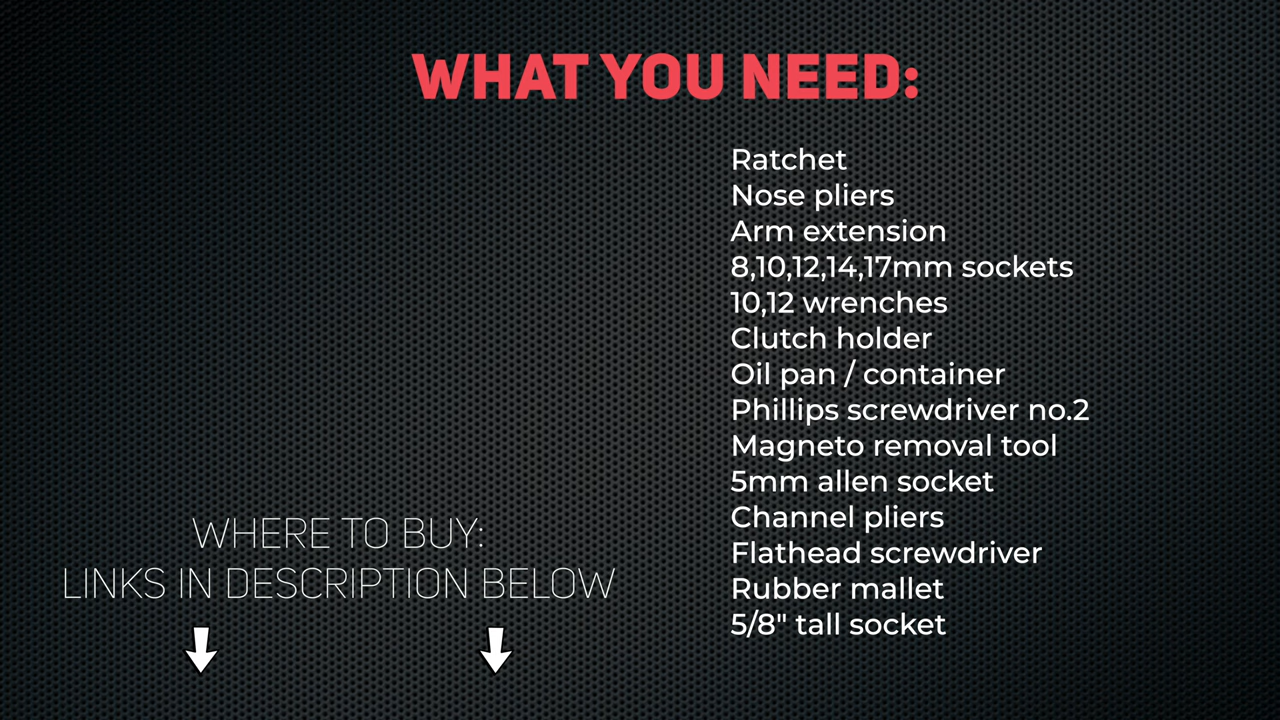 WHAT YOU NEED:
Ratchet
Nose pliers
Arm extension
8,10,12,14,17mm sockets
10,12 wrenches
Clutch holder
Oil pan / container
Phillips screwdriver no.2
Magneto removal tool
5mm allen socket
Channel pliers
Flathead screwdriver
Rubber mallet
5/8" tall socket
WHERE TO BUY:
LINKS IN DESCRIPTION BELOW